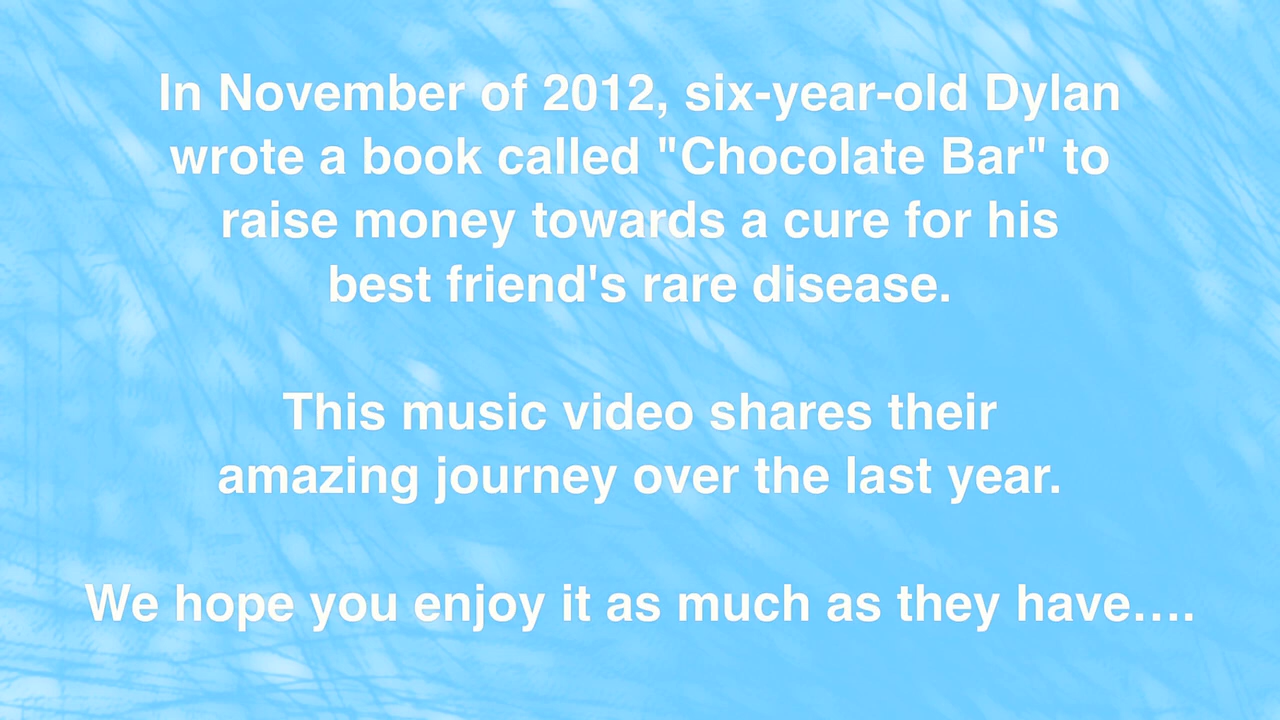 In November of 2012, six-year-old Dylan
wrote a book called "Chocolate Bar" to
raise money towards a cure for his
best friend's rare disease.
This music video shares their
amazing journey over the last year.
We hope you enjoy it as much as they have....